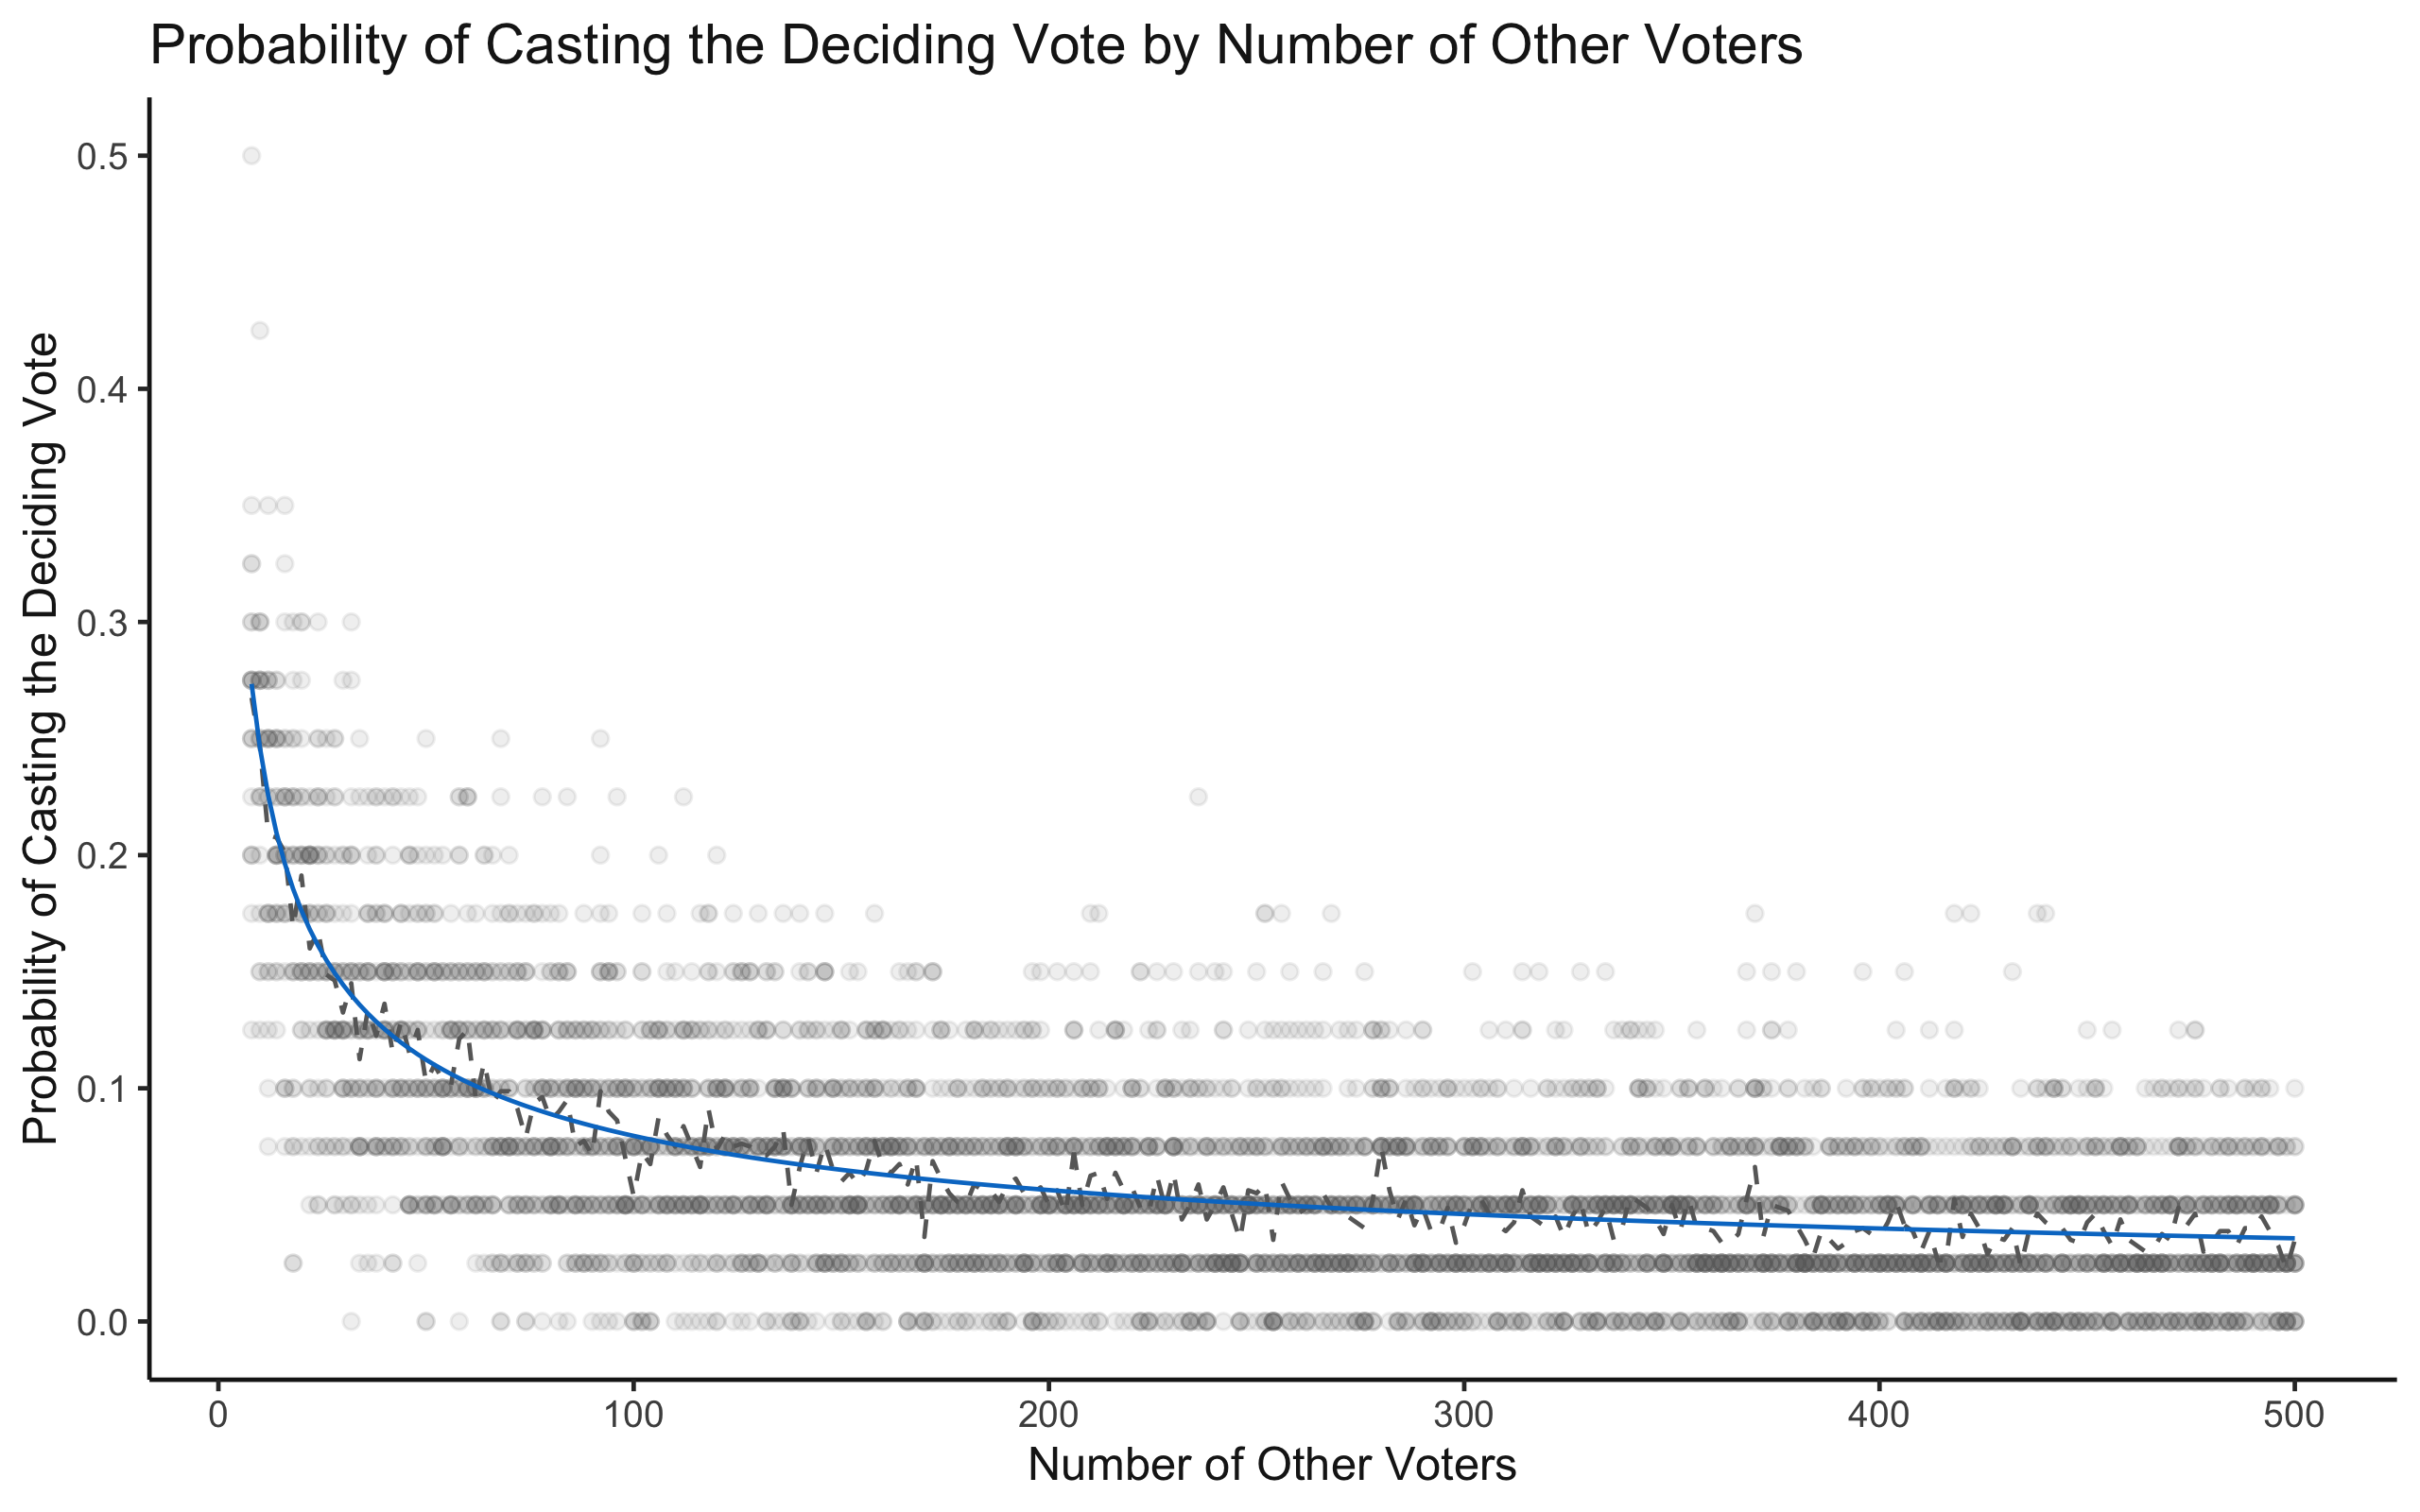 Probability of Casting the Deciding Vote by Number of Other Voters
Probability of Casting the Deciding Vote
0.5
0.4
0.3
0.2
0.1
0.0
0 100 200 300 400 500
Number of Other Voters